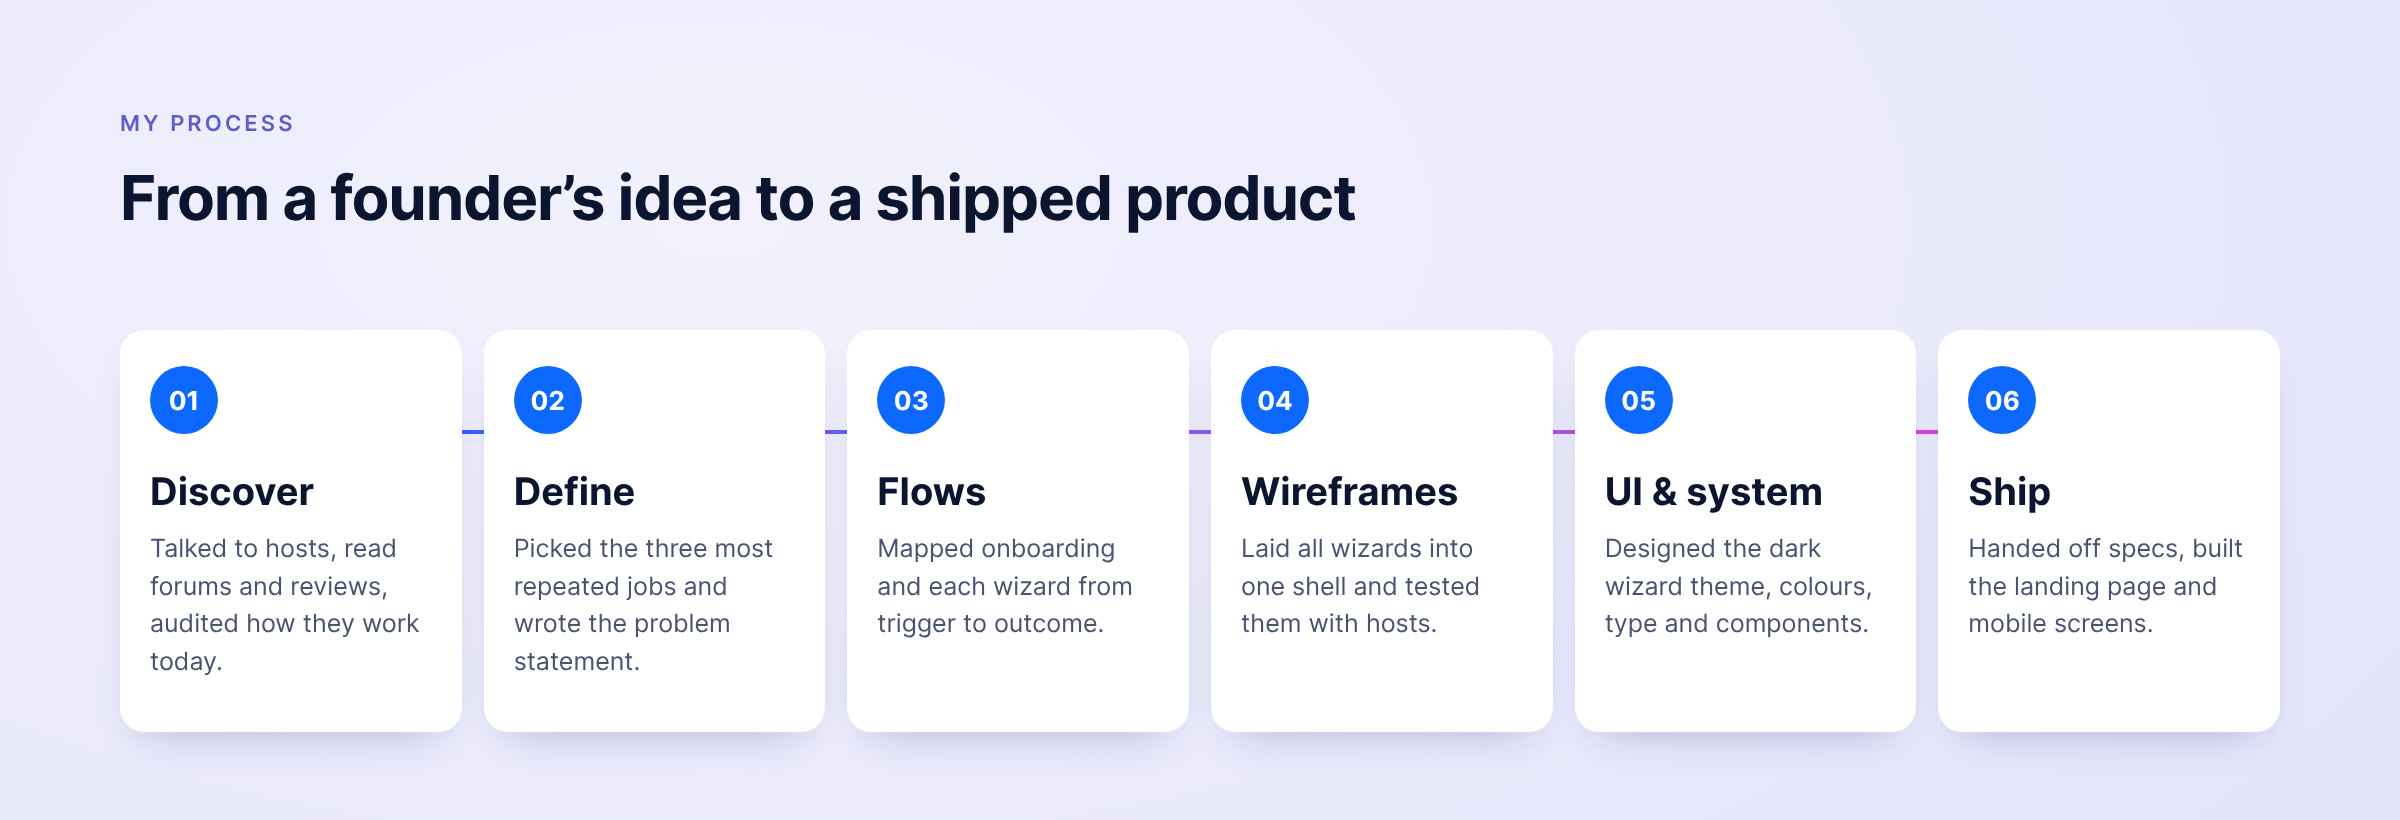 MY PROCESS
From a founder’s idea to a shipped product
01
Discover
Talked to hosts, read
forums and reviews,
audited how they work
today.
02
Define
Picked the three most
repeated jobs and
wrote the problem
statement.
03
Flows
Mapped onboarding
and each wizard from
trigger to outcome.
04
Wireframes
Laid all wizards into
one shell and tested
them with hosts.
05
UI & system
Designed the dark
wizard theme, colours,
type and components.
06
Ship
Handed off specs, built
the landing page and
mobile screens.